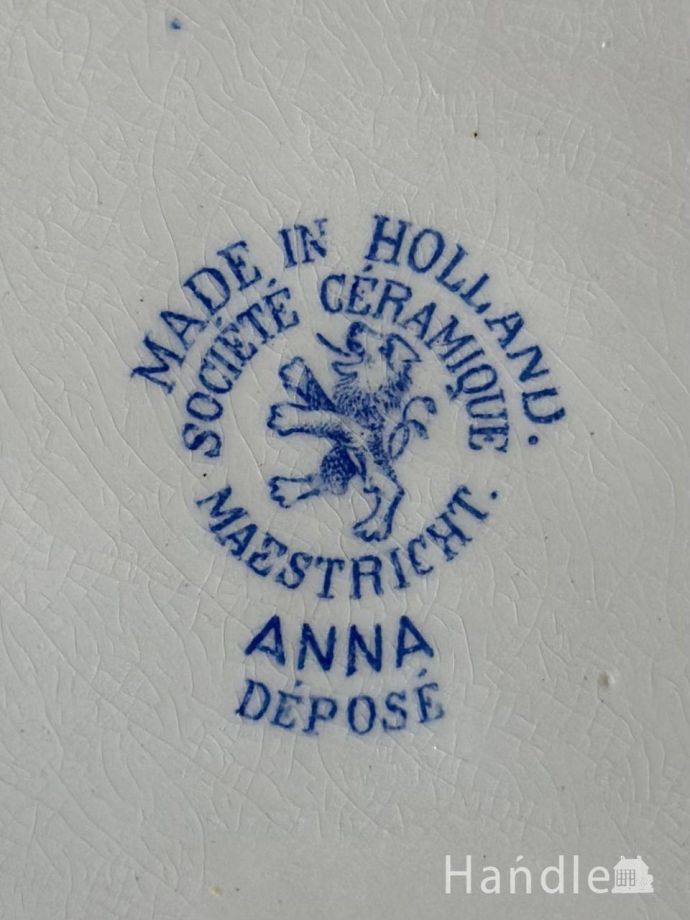 MADE IN HOLLAND.
SOCIÉTÉ CÉRAMIQUE
MAESTRICHT.
ANNA
DÉPOSÉ
Handle